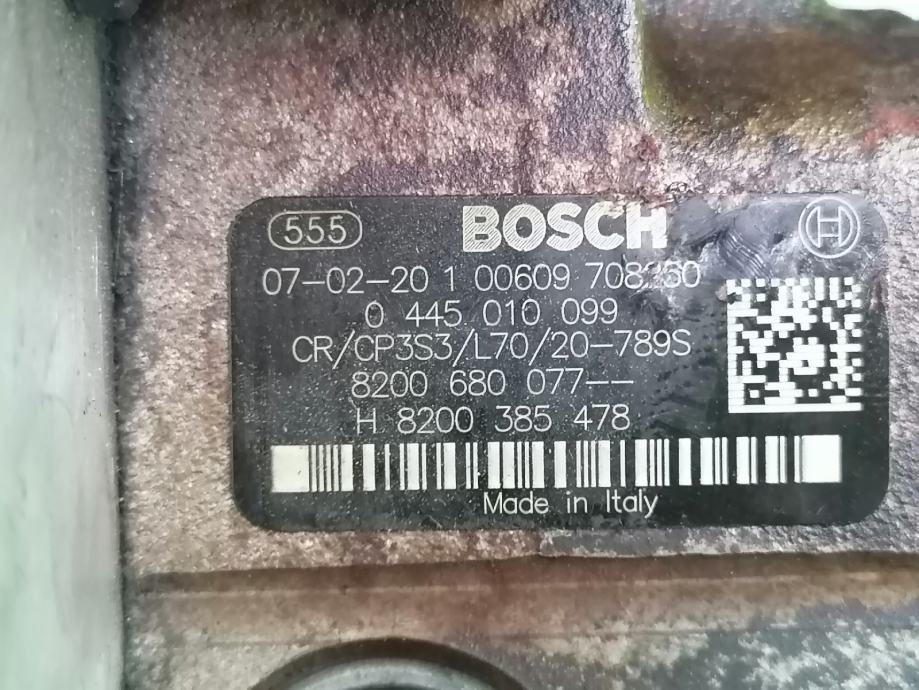 555 BOSCH H
07-02-20 1 00609
0 445 010 099
CR/CP3S3/L70/20-789S
8200 680 077--
H 8200 385 478
Made in Italy